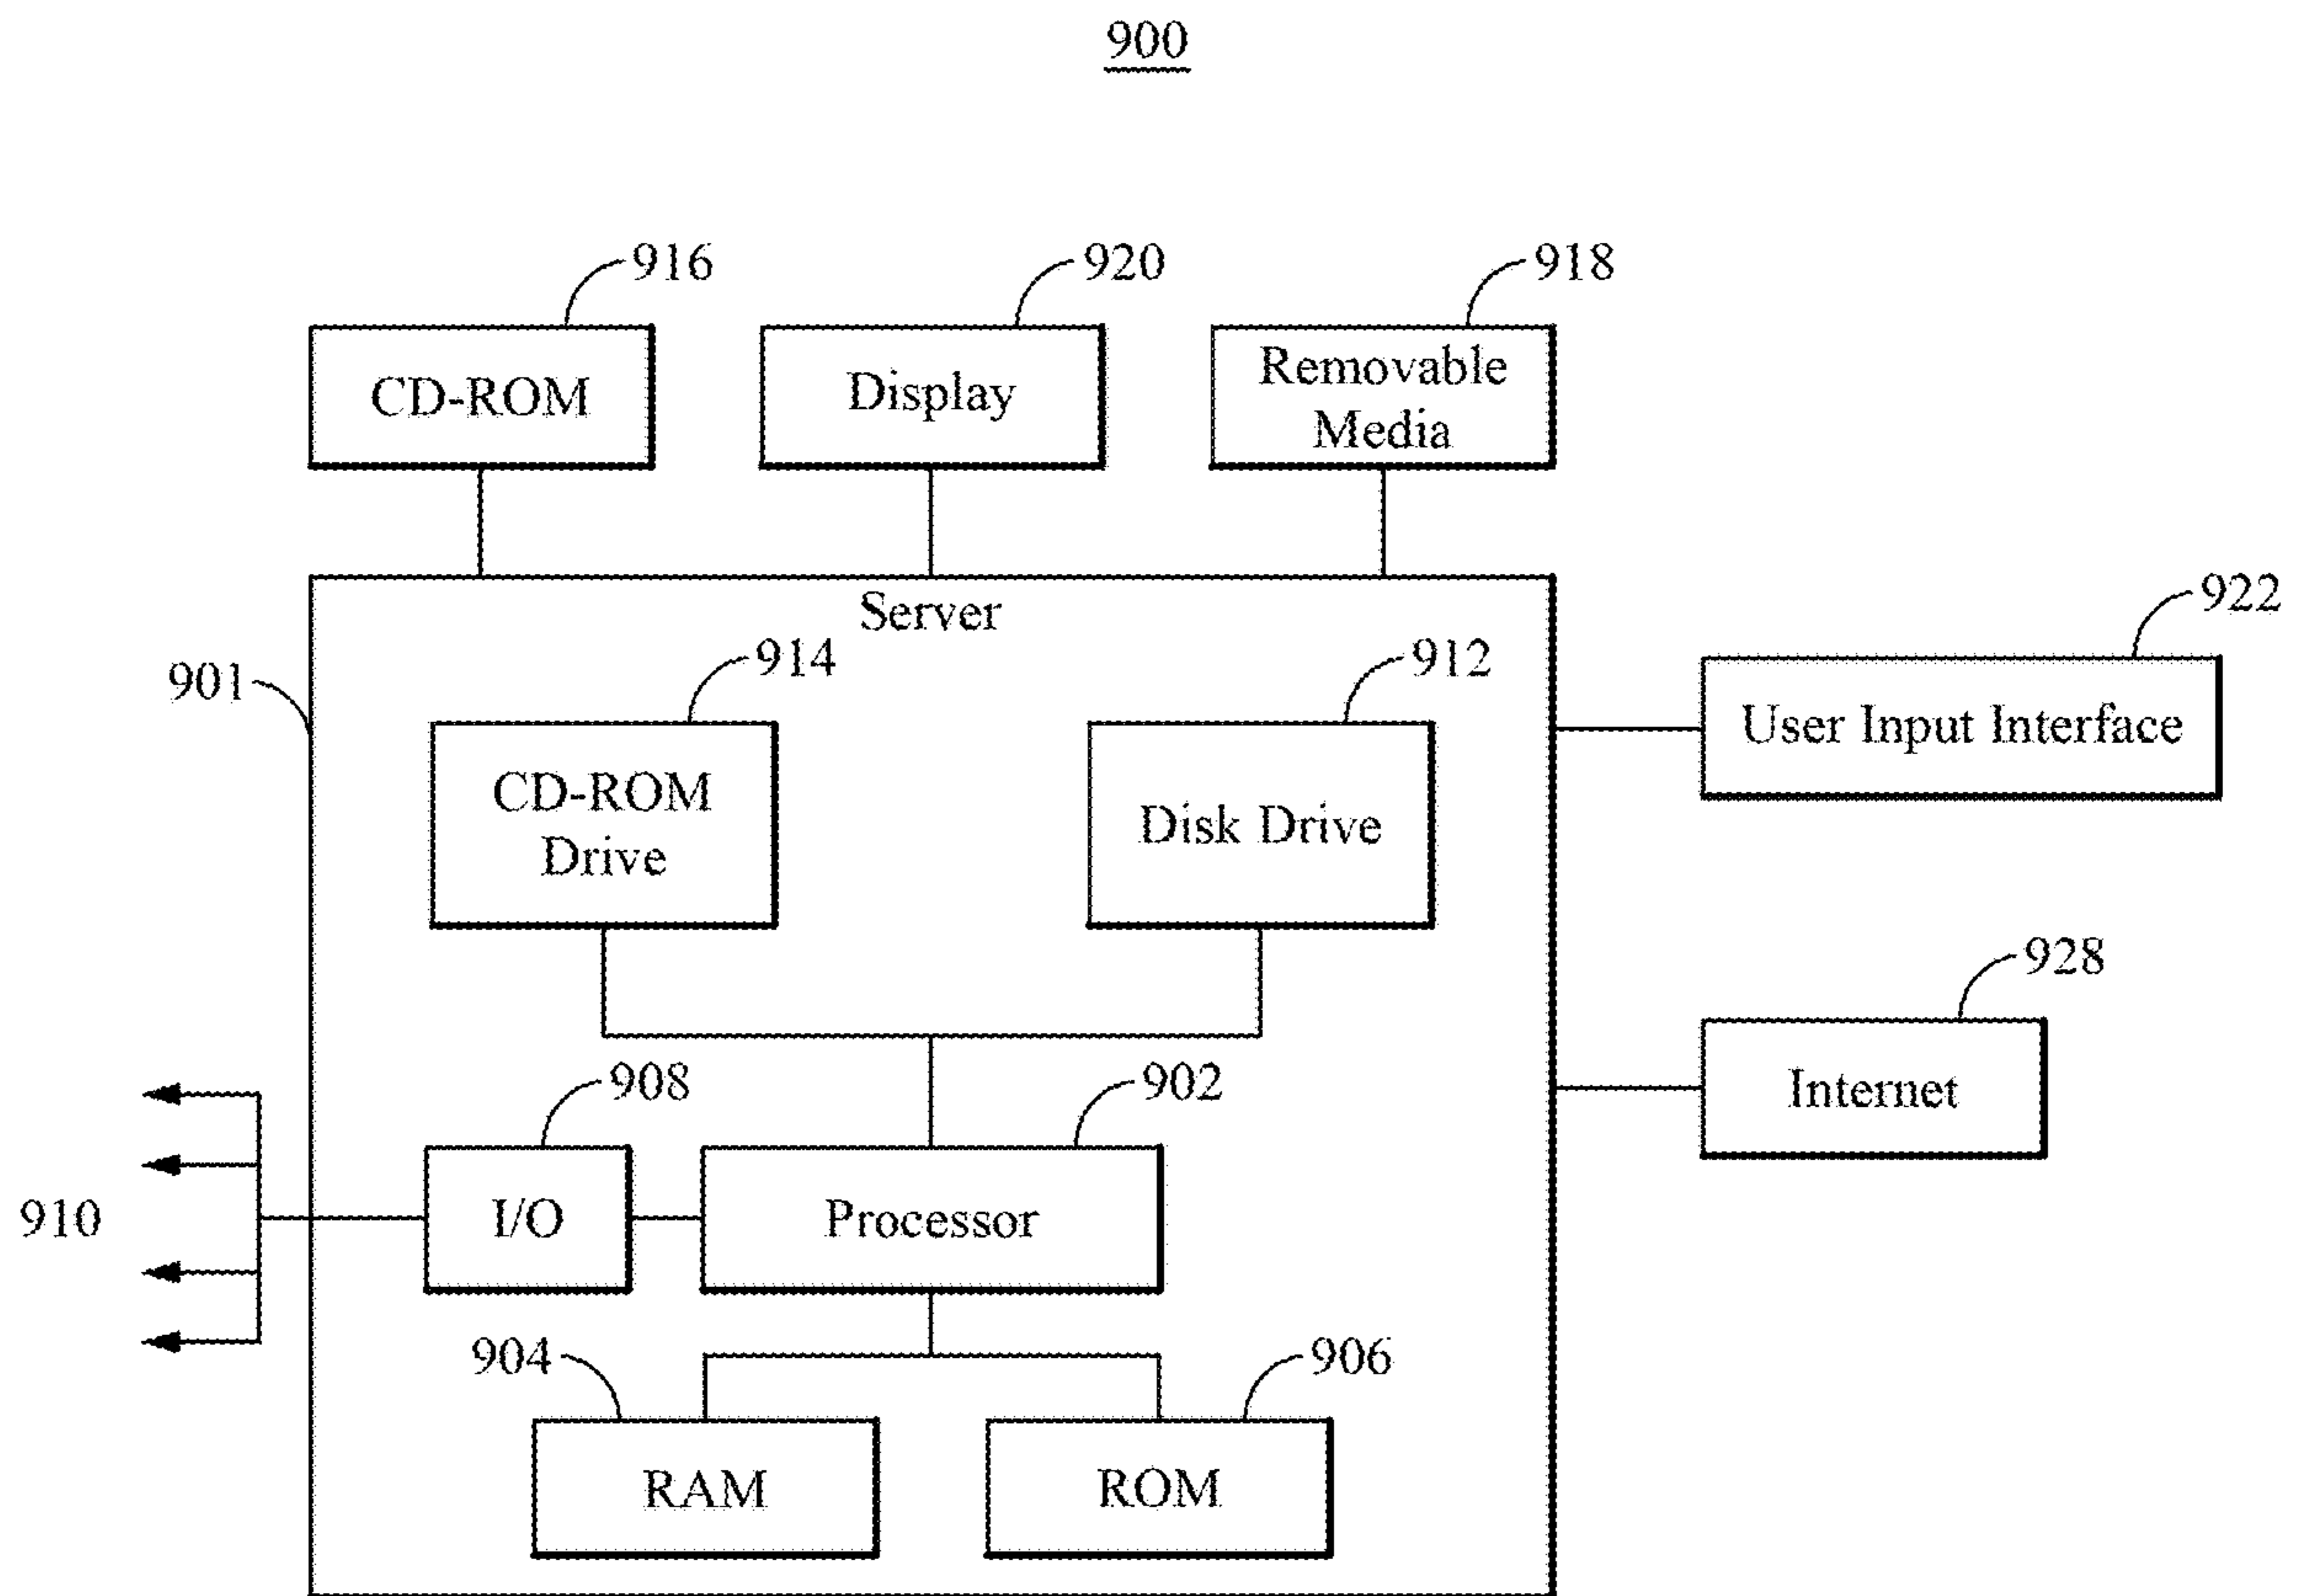 900
916
920
918
CD-ROM
Display
Removable
Media
Server
922
914
912
901
User Input Interface
CD-ROM
Drive
Disk Drive
928
908
902
Internet
910
I/O
Processor
904
906
RAM
ROM